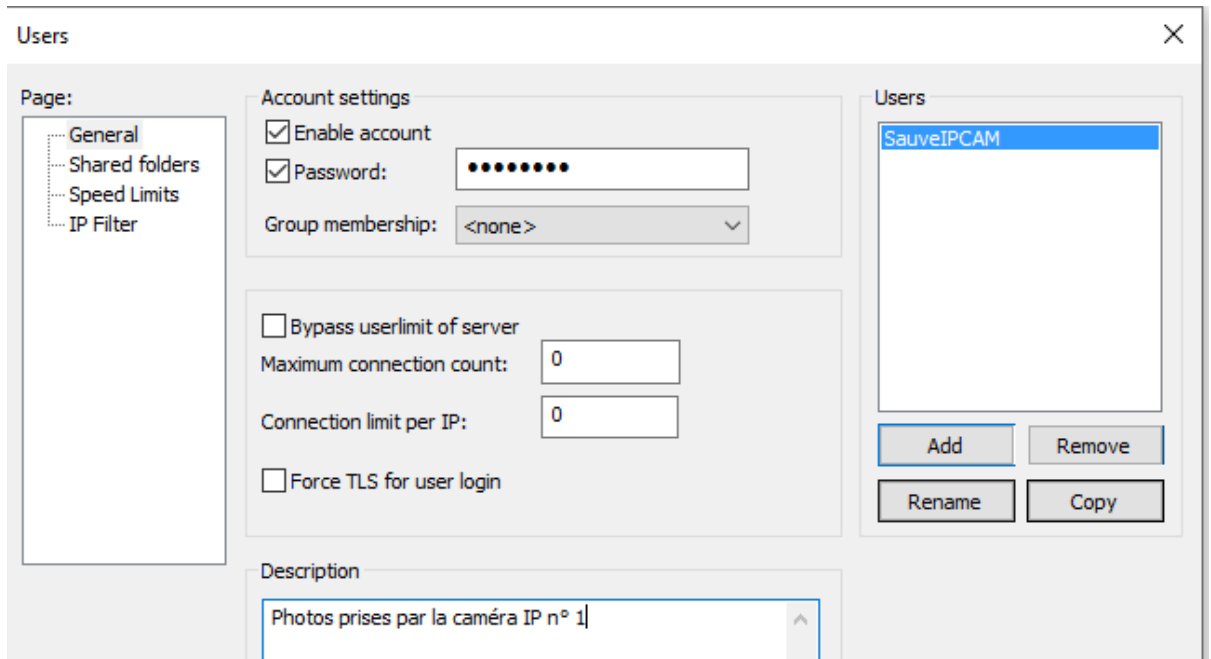 Users
Page:
General
Shared folders
Speed Limits
IP Filter
Account settings
Enable account
Password: ●●●●●●●●
Group membership: <none>
Bypass userlimit of server
Maximum connection count: 0
Connection limit per IP: 0
Force TLS for user login
Description
Photos prises par la caméra IP n° 1
Users
SauveIPCAM
Add Remove
Rename Copy